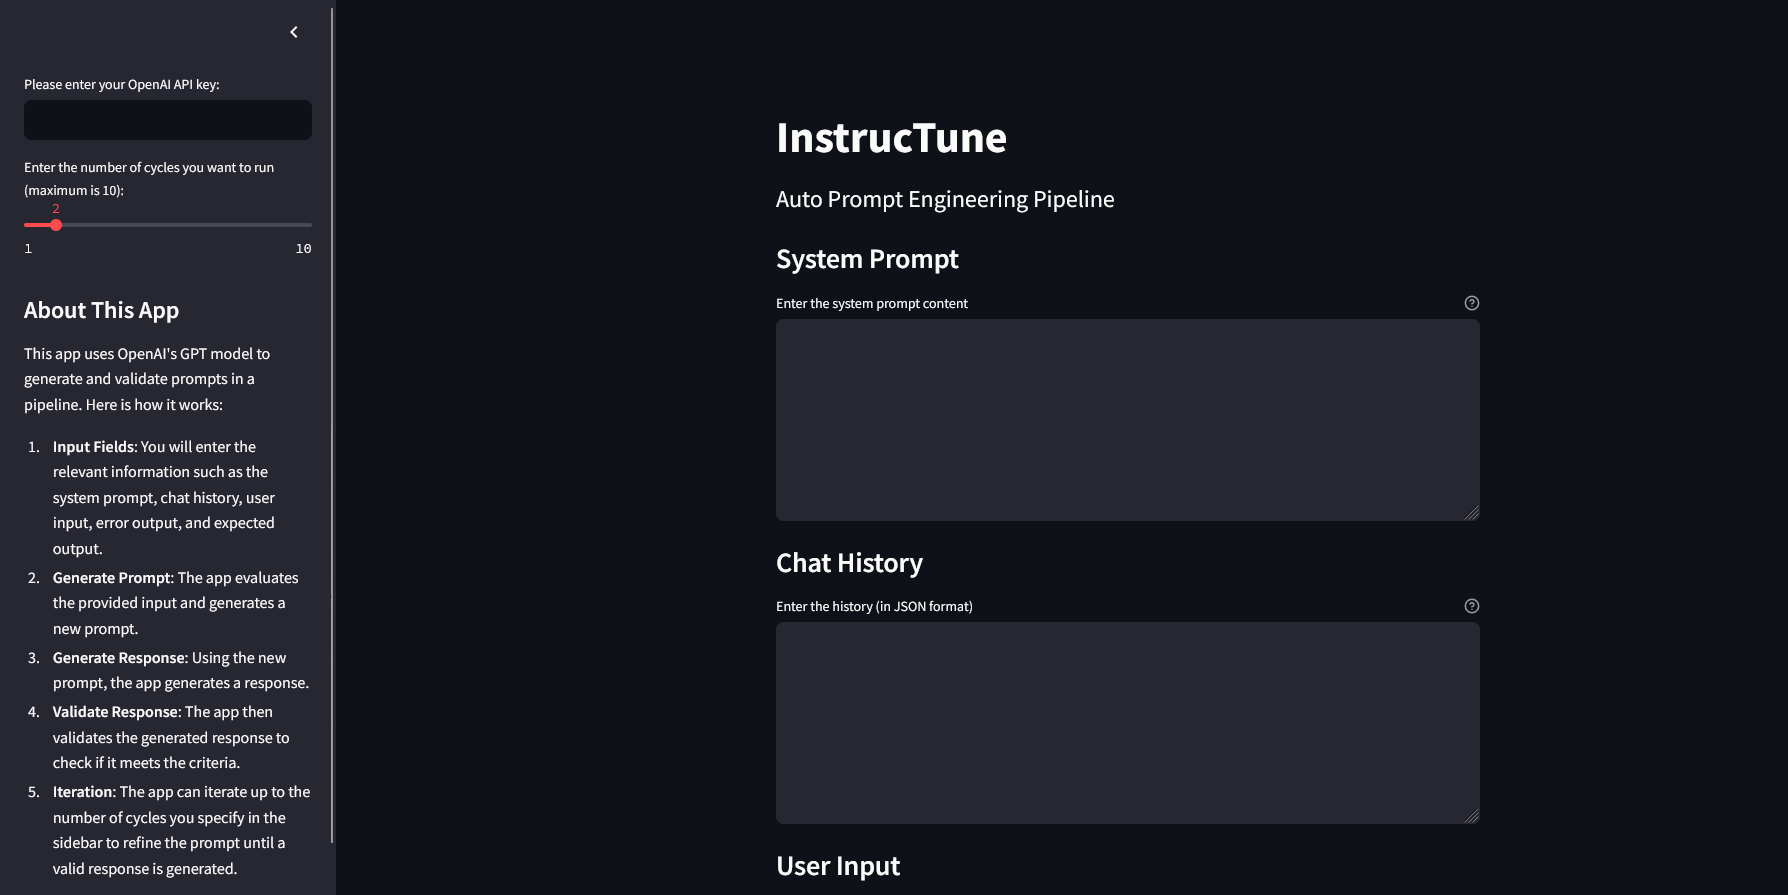 Please enter your OpenAI API key:
Enter the number of cycles you want to run
(maximum is 10):
2
1
10
About This App
This app uses OpenAI's GPT model to
generate and validate prompts in a
pipeline. Here is how it works:
1. Input Fields: You will enter the
relevant information such as the
system prompt, chat history, user
input, error output, and expected
output.
2. Generate Prompt: The app evaluates
the provided input and generates a
new prompt.
3. Generate Response: Using the new
prompt, the app generates a response.
4. Validate Response: The app then
validates the generated response to
check if it meets the criteria.
5. Iteration: The app can iterate up to the
number of cycles you specify in the
sidebar to refine the prompt until a
valid response is generated.
InstrucTune
Auto Prompt Engineering Pipeline
System Prompt
Enter the system prompt content
Chat History
Enter the history (in JSON format)
User Input